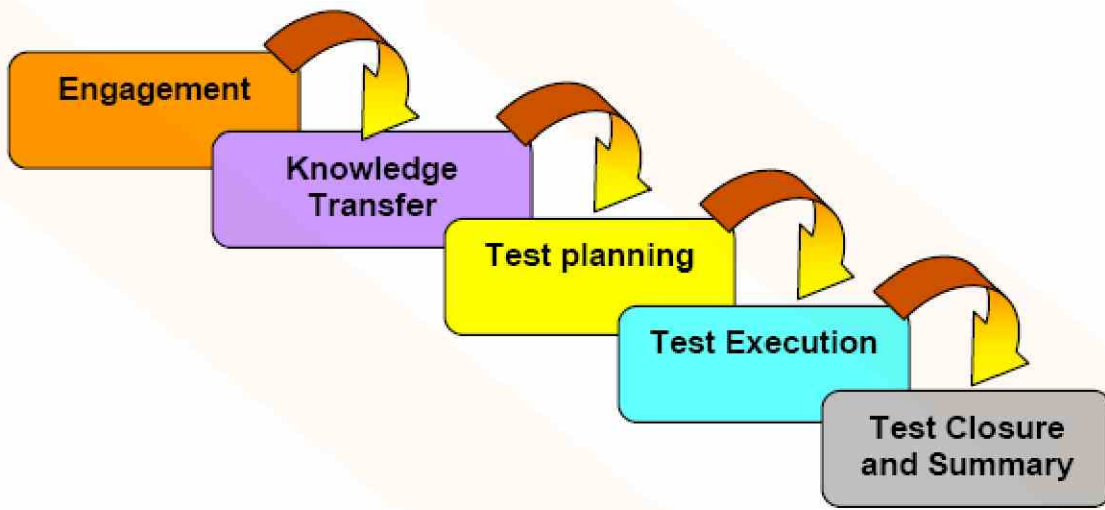 Engagement
Knowledge
Transfer
Test planning
Test Execution
Test Closure
and Summary